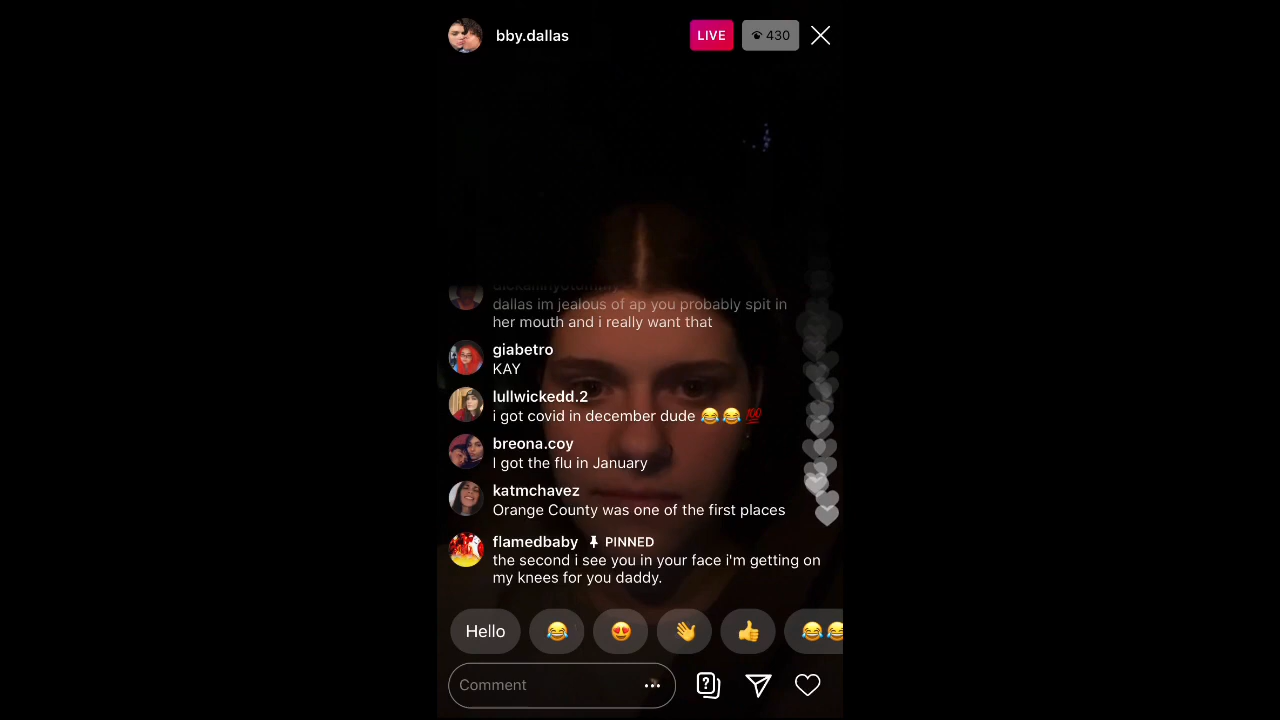 bby.dallas
LIVE
430
dallas im jealous of ap you probably spit in
her mouth and i really want that
giabetro
KAY
lullwickedd.2
i got covid in december dude 😂😂💯
breona.coy
I got the flu in January
katmchavez
Orange County was one of the first places
flamedbaby PINNED
the second i see you in your face i'm getting on
my knees for you daddy.
Hello 😂 😍 👋 👍 😂😂
Comment